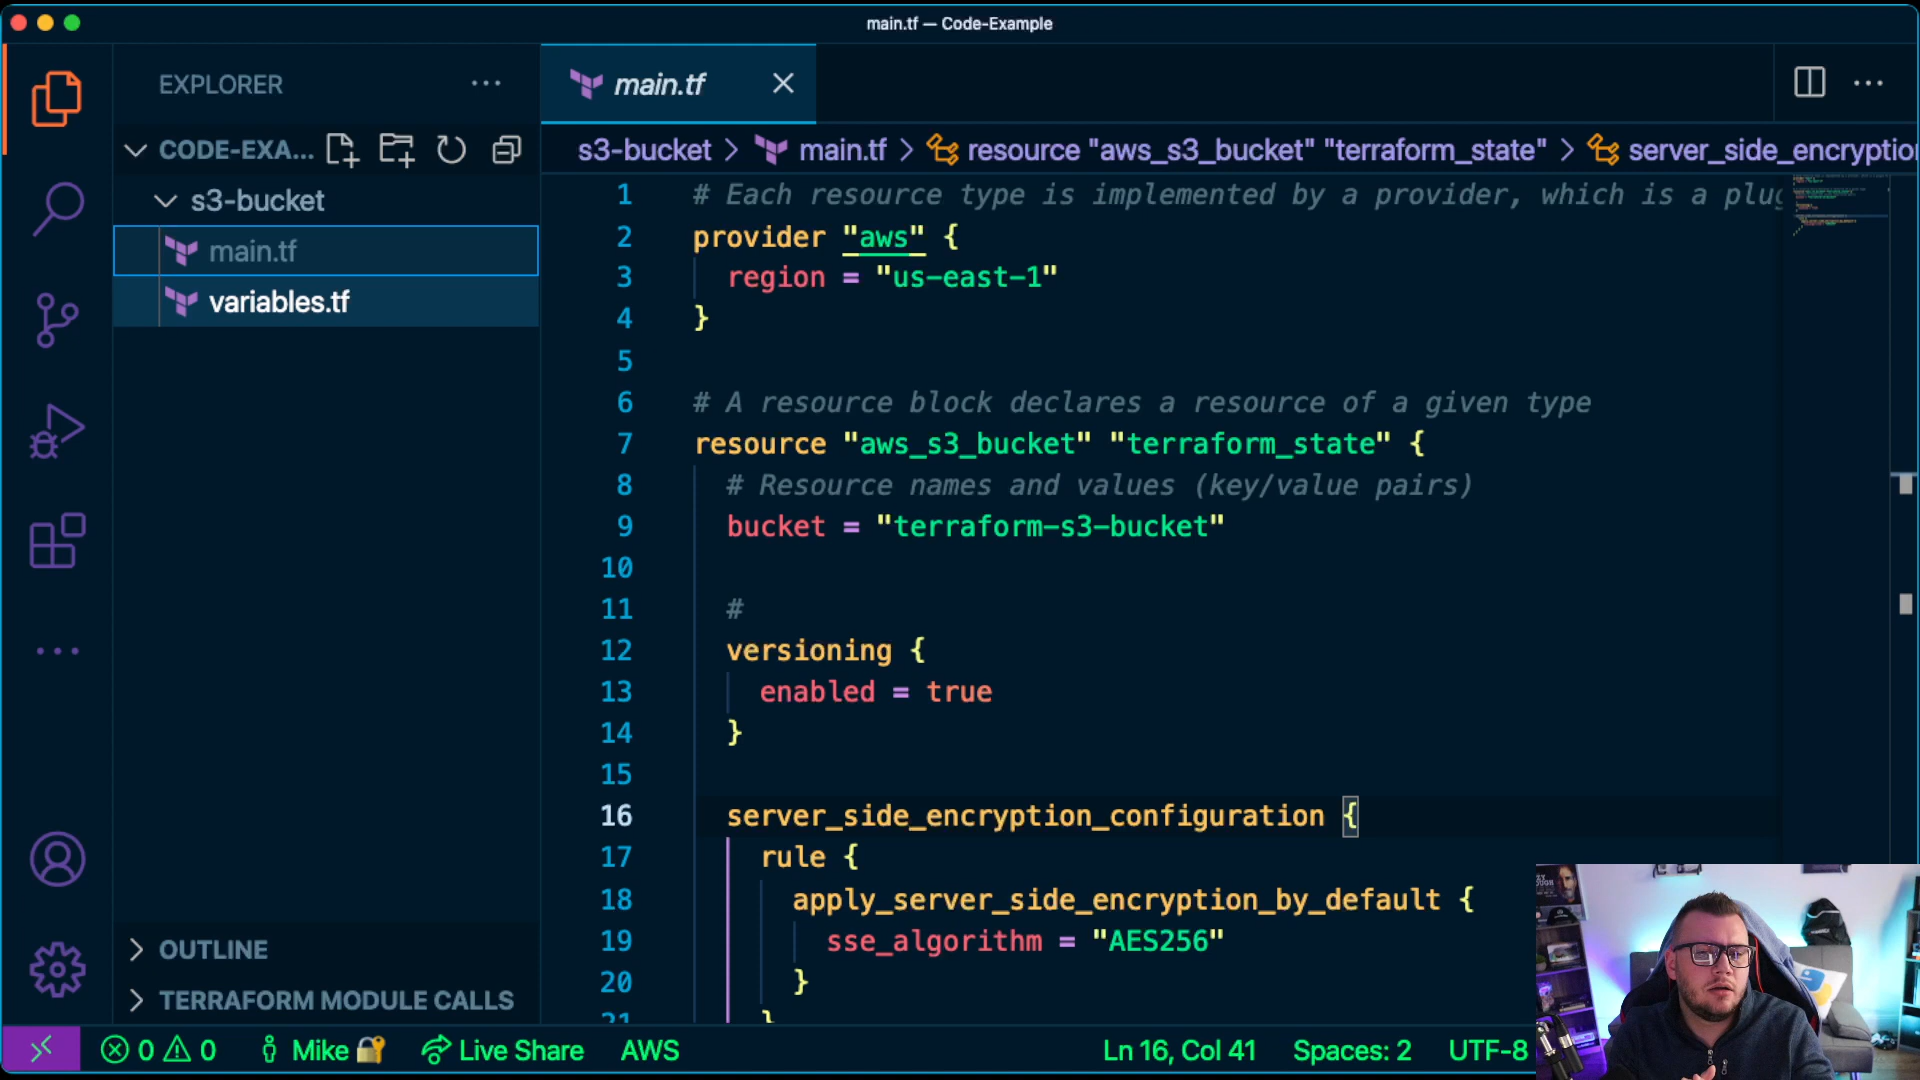 main.tf — Code-Example
EXPLORER
main.tf
CODE-EXA...
s3-bucket
main.tf
variables.tf
OUTLINE
TERRAFORM MODULE CALLS
s3-bucket > main.tf > resource "aws_s3_bucket" "terraform_state" > server_side_encryption
1 # Each resource type is implemented by a provider, which is a plug
2 provider "aws" {
3 region = "us-east-1"
4 }
5
6 # A resource block declares a resource of a given type
7 resource "aws_s3_bucket" "terraform_state" {
8 # Resource names and values (key/value pairs)
9 bucket = "terraform-s3-bucket"
10
11 #
12 versioning {
13 enabled = true
14 }
15
16 server_side_encryption_configuration {
17 rule {
18 apply_server_side_encryption_by_default {
19 sse_algorithm = "AES256"
20 }
21 }
0 0 Mike Live Share AWS Ln 16, Col 41 Spaces: 2 UTF-8